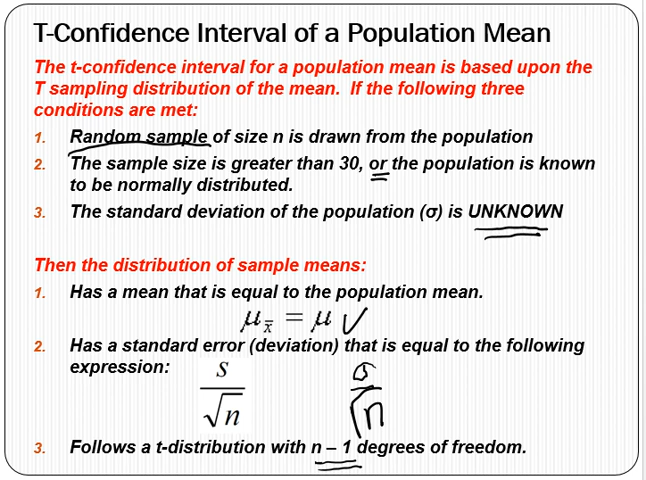 T-Confidence Interval of a Population Mean
The t-confidence interval for a population mean is based upon the
T sampling distribution of the mean. If the following three
conditions are met:
1. Random sample of size n is drawn from the population
2. The sample size is greater than 30, or the population is known
to be normally distributed.
3. The standard deviation of the population (σ) is UNKNOWN
Then the distribution of sample means:
1. Has a mean that is equal to the population mean.
μ_x̄ = μ ✓
2. Has a standard error (deviation) that is equal to the following
expression: s/√n σ/√n
3. Follows a t-distribution with n – 1 degrees of freedom.